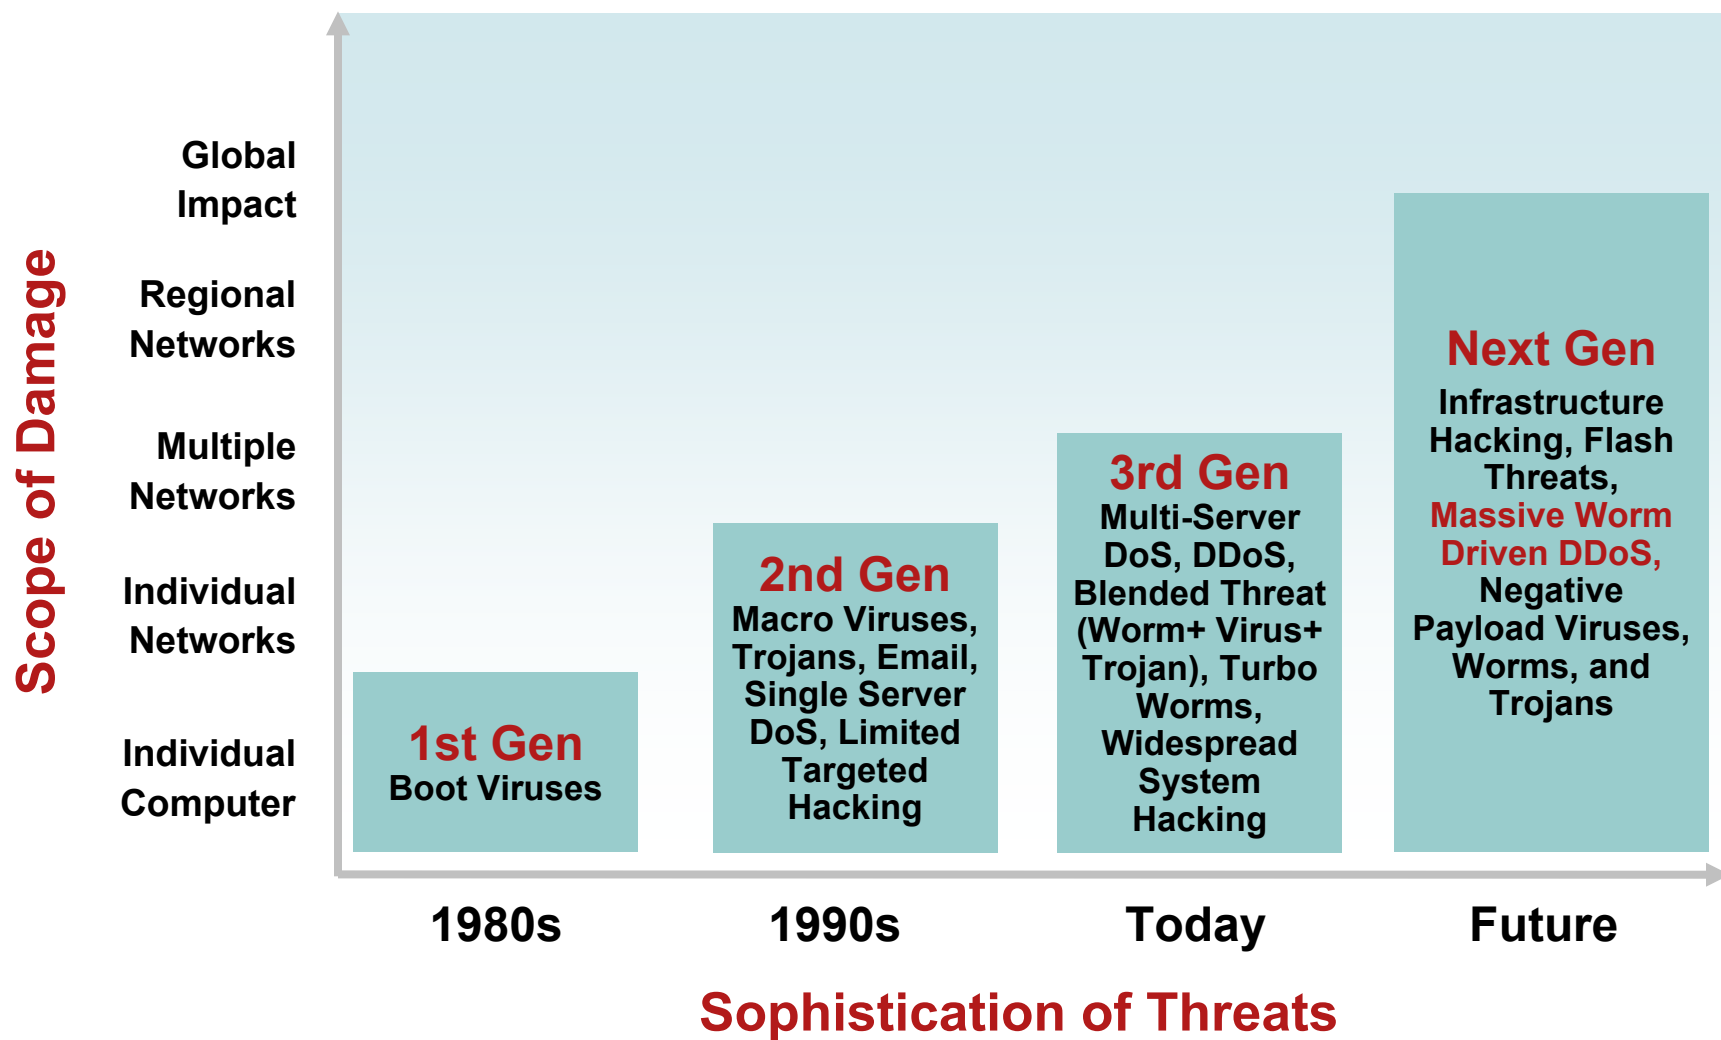 Scope of Damage
Global
Impact
Regional
Networks
Multiple
Networks
Individual
Networks
Individual
Computer
1st Gen
Boot Viruses
2nd Gen
Macro Viruses,
Trojans, Email,
Single Server
DoS, Limited
Targeted
Hacking
3rd Gen
Multi-Server
DoS, DDoS,
Blended Threat
(Worm+ Virus+
Trojan), Turbo
Worms,
Widespread
System
Hacking
Next Gen
Infrastructure
Hacking, Flash
Threats,
Massive Worm
Driven DDoS,
Negative
Payload Viruses,
Worms, and
Trojans
1980s
1990s
Today
Future
Sophistication of Threats